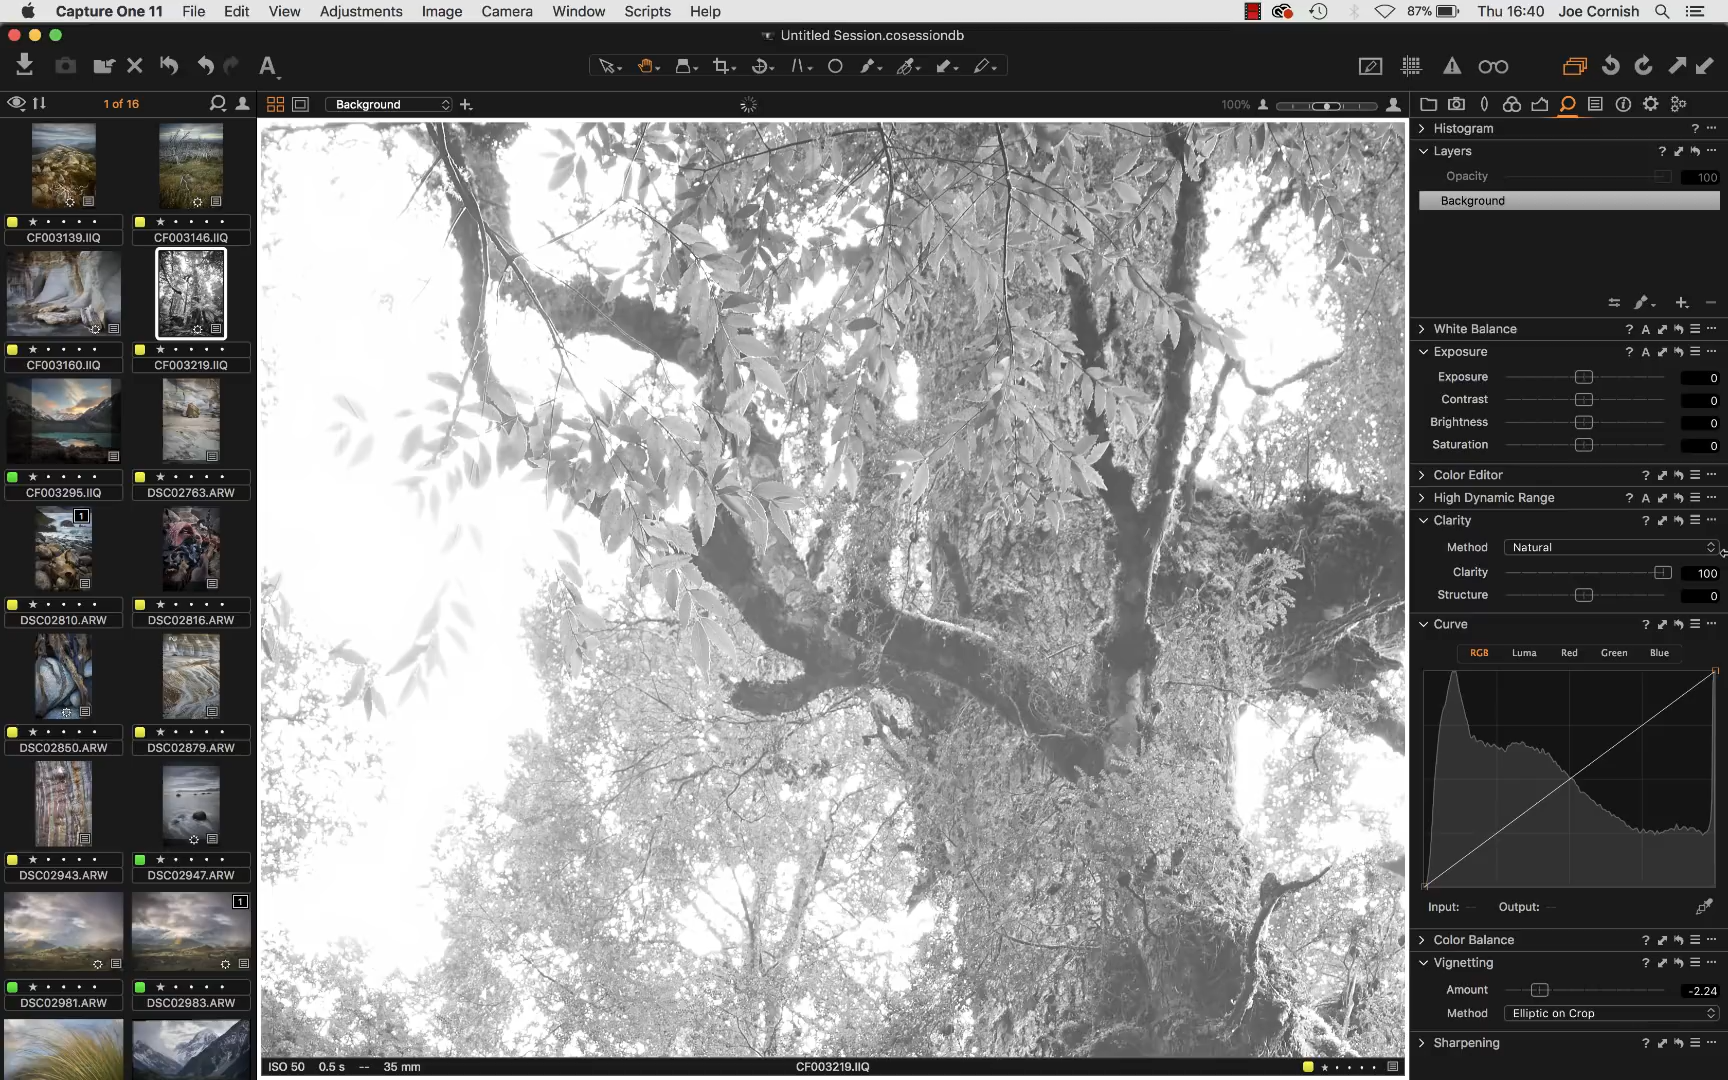 Capture One 11 File Edit View Adjustments Image Camera Window Scripts Help 87% Thu 16:40 Joe Cornish
Untitled Session.cosessiondb
A
1 of 16 Background 100%
CF003139.IIQ CF003146.IIQ
CF003160.IIQ CF003219.IIQ
CF003295.IIQ DSC02763.ARW
1
DSC02810.ARW DSC02816.ARW
DSC02850.ARW DSC02879.ARW
DSC02943.ARW DSC02947.ARW
1
DSC02981.ARW DSC02983.ARW
ISO 50 0.5 s -- 35 mm CF003219.IIQ
Histogram ? ...
Layers ? ...
Opacity 100
Background
White Balance ? A ...
Exposure ? A ...
Exposure 0
Contrast 0
Brightness 0
Saturation 0
Color Editor ? ...
High Dynamic Range ? A ...
Clarity ? ...
Method Natural
Clarity 100
Structure 0
Curve ? ...
RGB Luma Red Green Blue
Input: -- Output: --
Color Balance ? ...
Vignetting ? ...
Amount -2.24
Method Elliptic on Crop
Sharpening ? ...